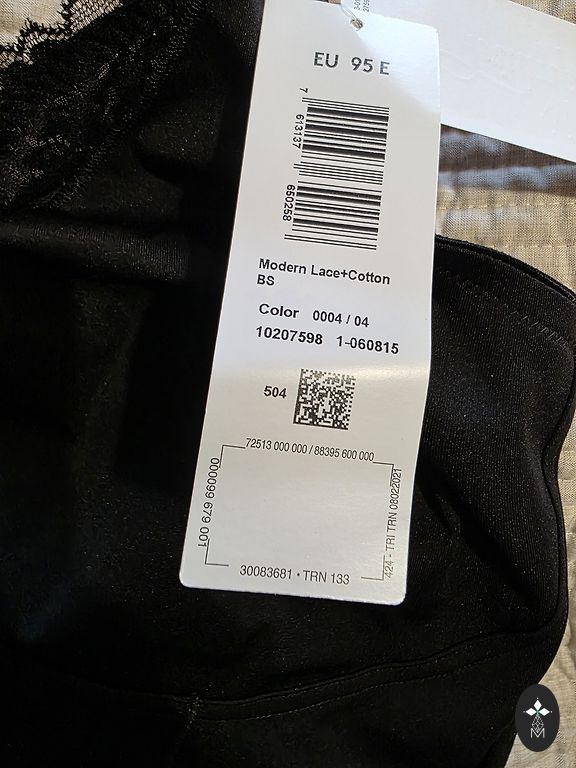 EU 95 E
7
613137
650258
Modern Lace+Cotton
BS
Color 0004 / 04
10207598 1-060815
504
72513 000 000 / 88395 600 000
000099 679 001
424 - TRI TRN 08022021
30083681 • TRN 133
M